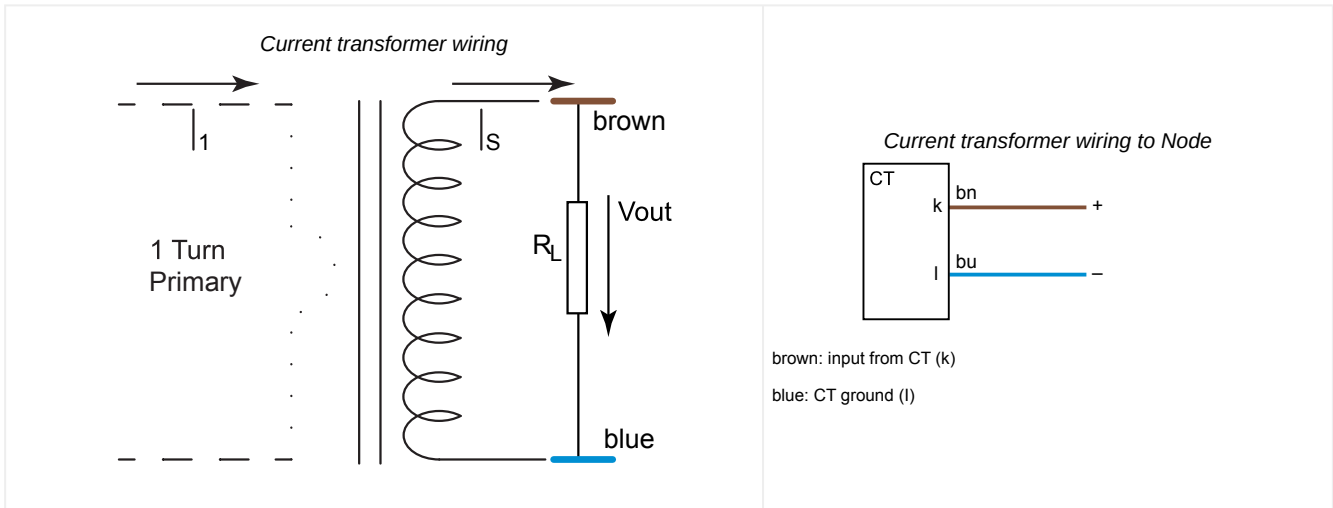 Current transformer wiring
I1
IS
brown
Vout
RL
1 Turn
Primary
blue
Current transformer wiring to Node
CT
k
bn
+
l
bu
–
brown: input from CT (k)
blue: CT ground (l)